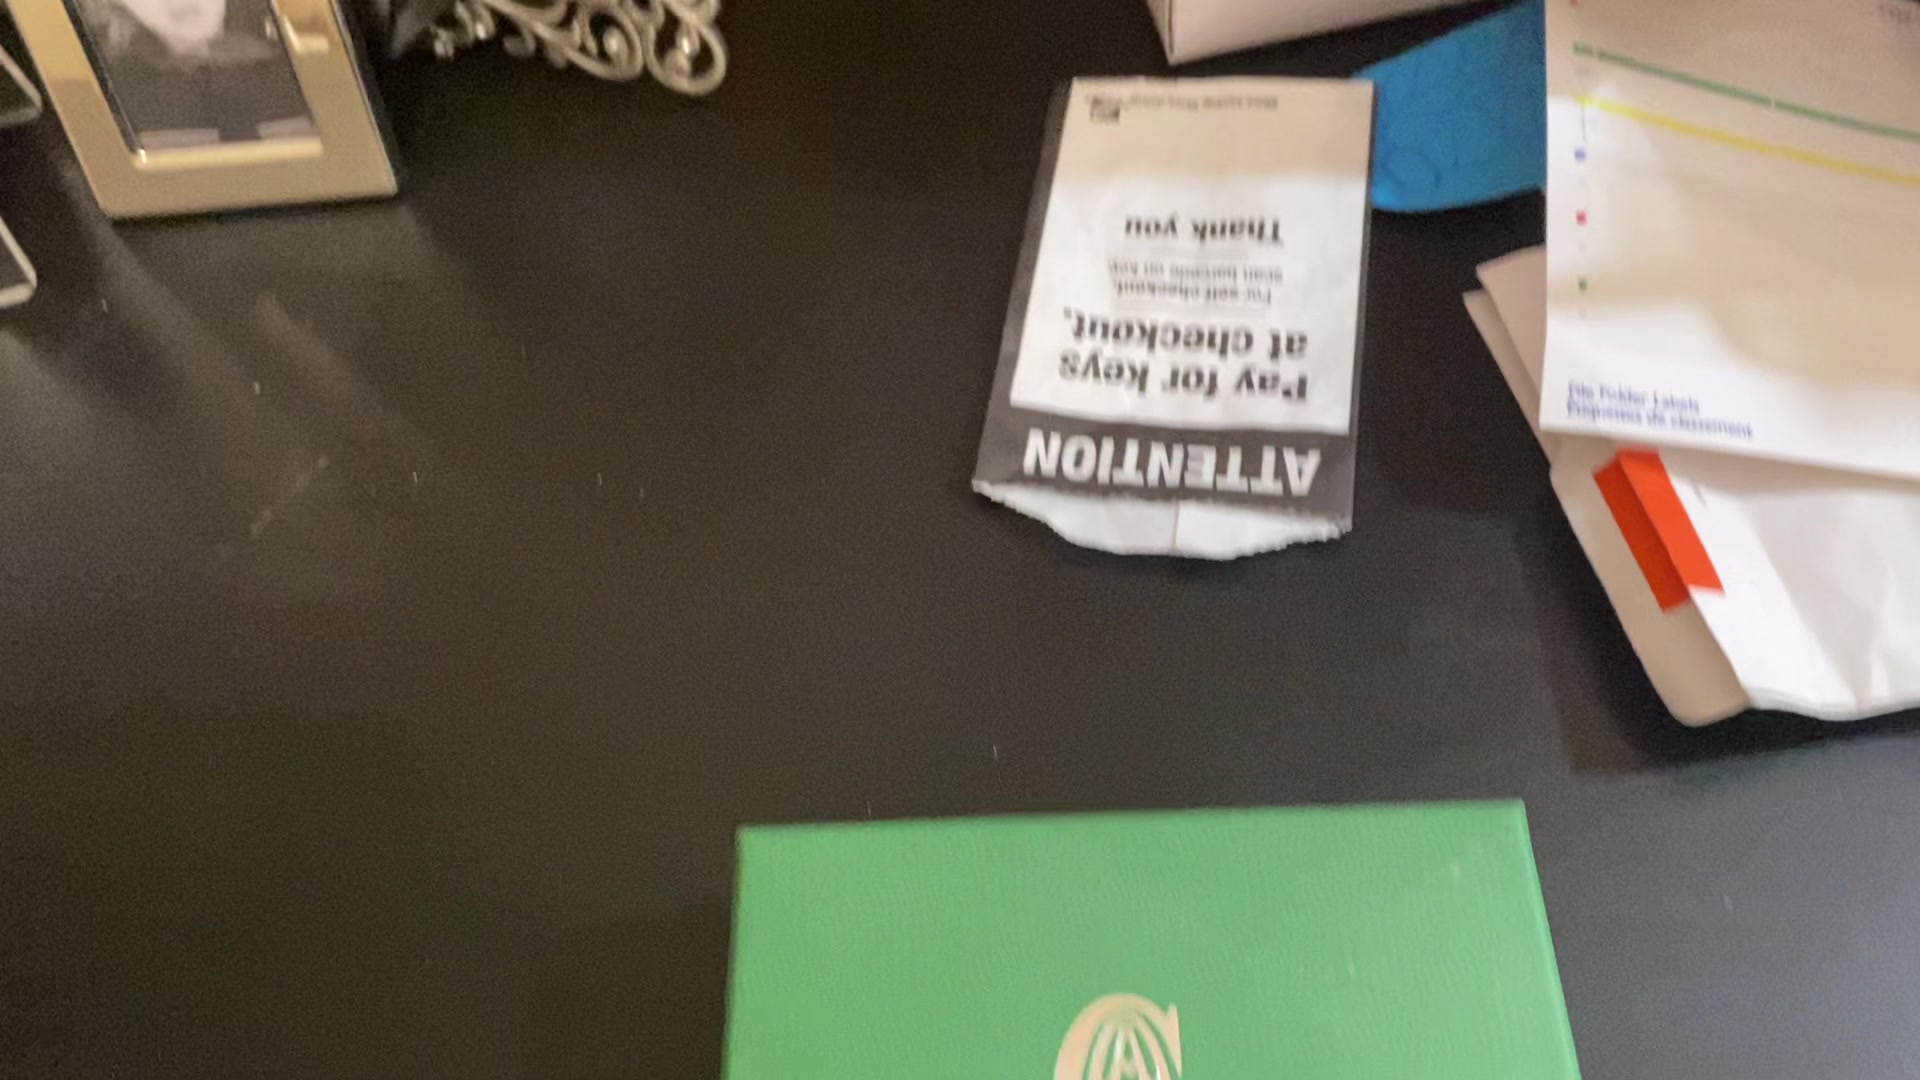 ATTENTION
Pay for keys
at checkout.
For self checkout,
scan barcode on key
Thank you
File Folder Labels
Étiquettes de classement